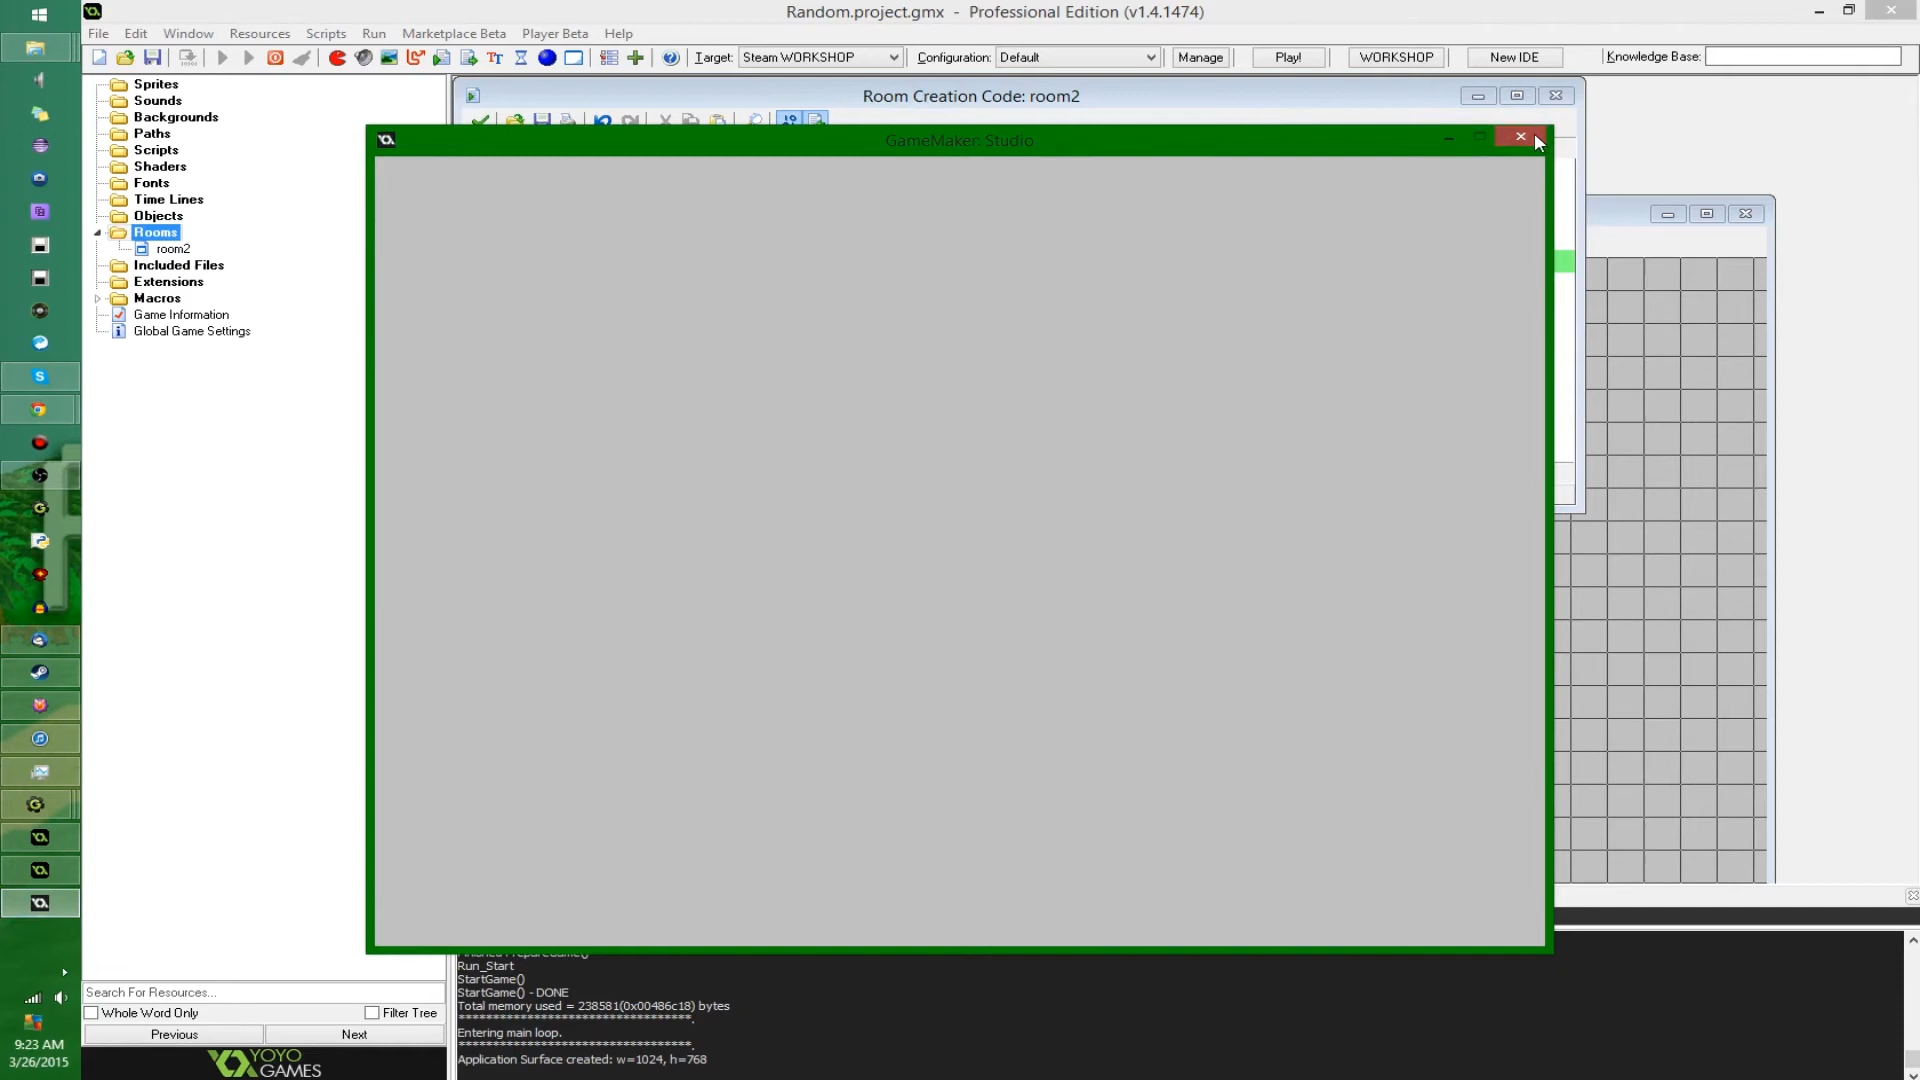 Random.project.gmx - Professional Edition (v1.4.1474)
File Edit Window Resources Scripts Run Marketplace Beta Player Beta Help
Target: Steam WORKSHOP Configuration: Default Manage Play! WORKSHOP New IDE Knowledge Base:
Sprites
Sounds
Backgrounds
Paths
Scripts
Shaders
Fonts
Time Lines
Objects
Rooms
room2
Included Files
Extensions
Macros
Game Information
Global Game Settings
Room Creation Code: room2
GameMaker: Studio
Run_Start
StartGame()
StartGame() - DONE
Total memory used = 238581(0x00486c18) bytes
**********************************.
Entering main loop.
**********************************.
Application Surface created: w=1024, h=768
Search For Resources...
Whole Word Only Filter Tree
Previous Next
YOYO
GAMES
9:23 AM
3/26/2015